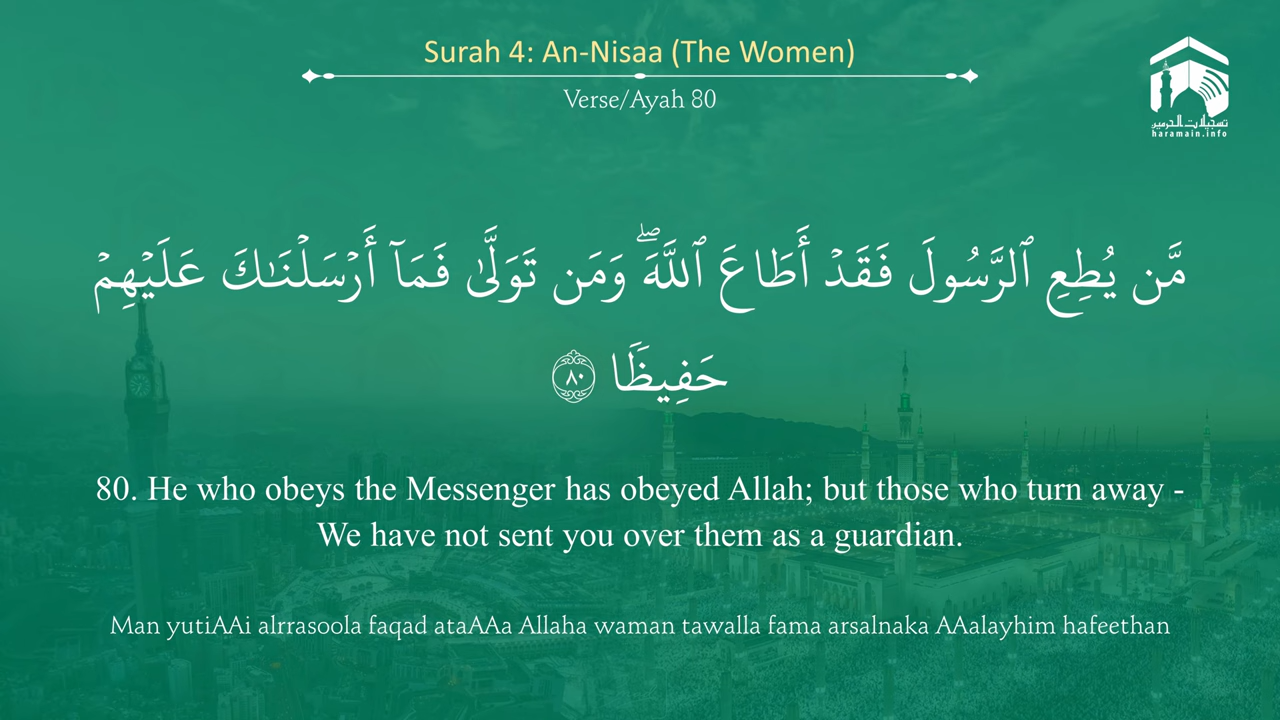 Surah 4: An-Nisaa (The Women)
Verse/Ayah 80
تسجيلات الحرمين
haramain.info
مَّن يُطِعِ ٱلرَّسُولَ فَقَدۡ أَطَاعَ ٱللَّهَۖ وَمَن تَوَلَّىٰ فَمَآ أَرۡسَلۡنَٰكَ عَلَيۡهِمۡ
حَفِيظٗا ٨٠
80. He who obeys the Messenger has obeyed Allah; but those who turn away -
We have not sent you over them as a guardian.
Man yutiAAi alrrasoola faqad ataAAa Allaha waman tawalla fama arsalnaka AAalayhim hafeethan